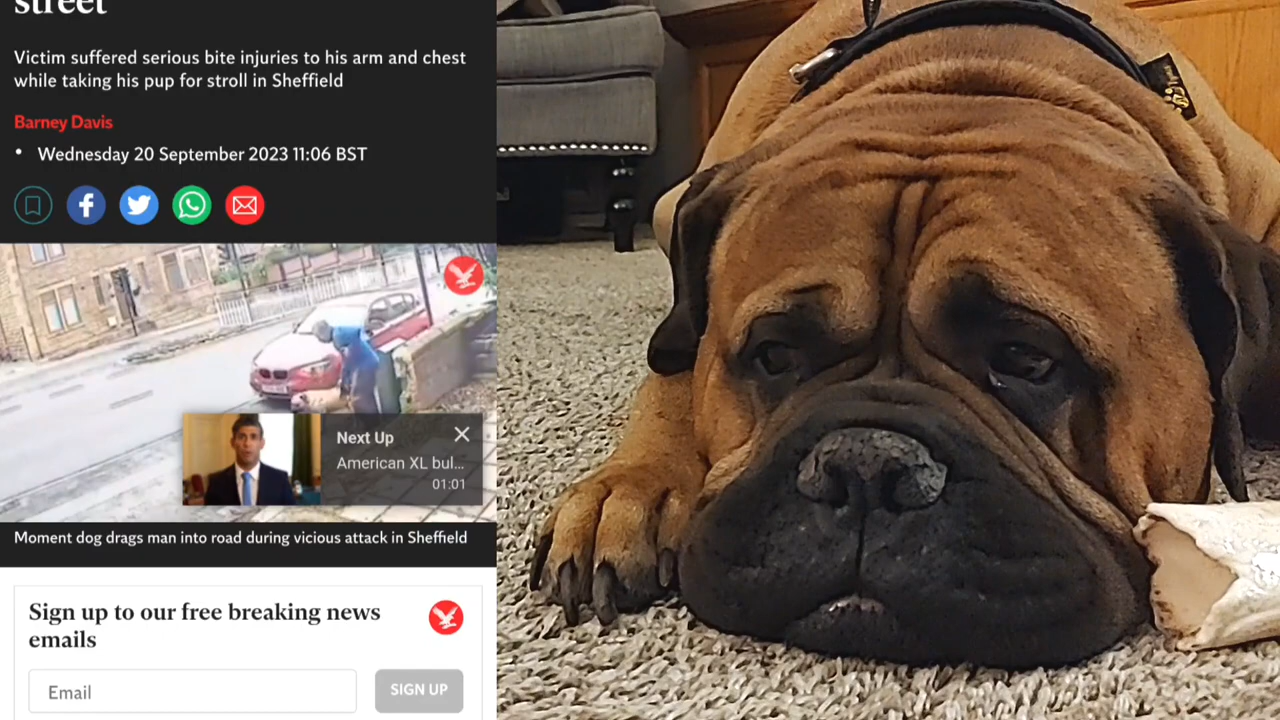 street
Victim suffered serious bite injuries to his arm and chest
while taking his pup for stroll in Sheffield
Barney Davis
• Wednesday 20 September 2023 11:06 BST
Next Up
American XL bul...
01:01
Moment dog drags man into road during vicious attack in Sheffield
Sign up to our free breaking news
emails
Email
SIGN UP